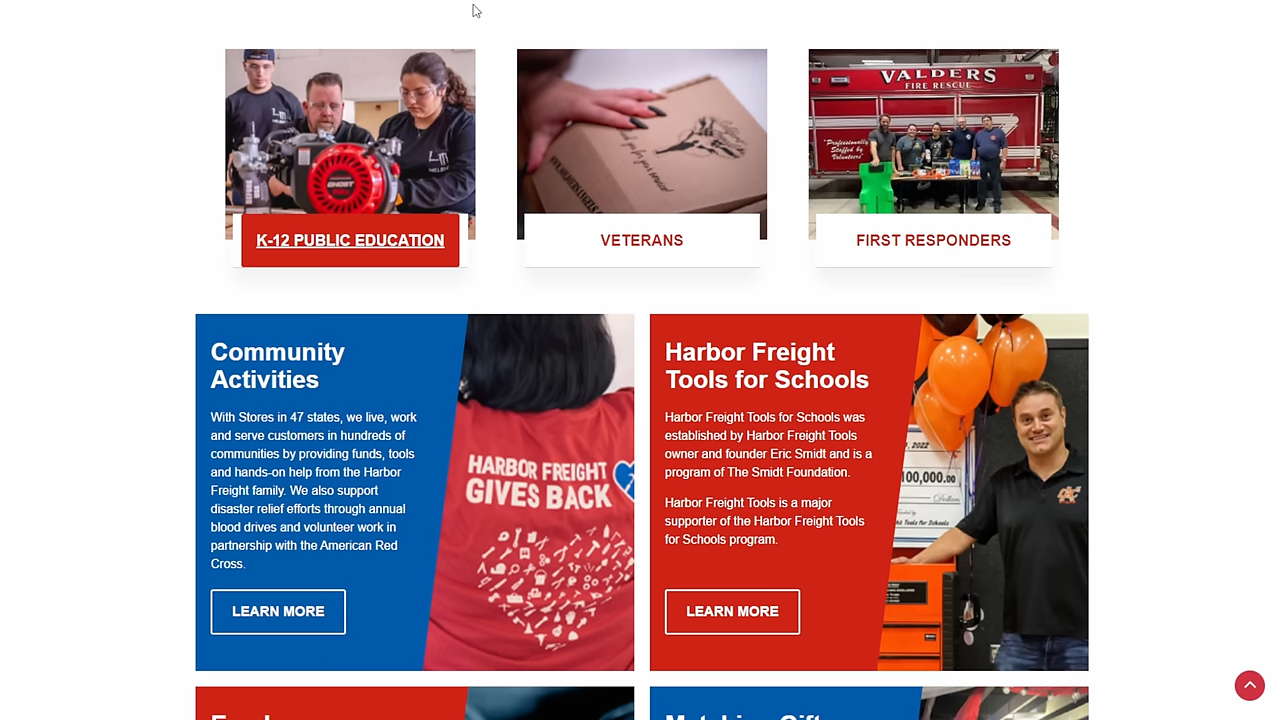 VALDERS
FIRE RESCUE
"Professionally
Staffed by
Volunteers"
GHOST
K-12 PUBLIC EDUCATION
VETERANS
FIRST RESPONDERS
Community
Activities
With Stores in 47 states, we live, work
and serve customers in hundreds of
communities by providing funds, tools
and hands-on help from the Harbor
Freight family. We also support
disaster relief efforts through annual
blood drives and volunteer work in
partnership with the American Red
Cross.
LEARN MORE
HARBOR FREIGHT
GIVES BACK
Harbor Freight
Tools for Schools
Harbor Freight Tools for Schools was
established by Harbor Freight Tools
owner and founder Eric Smidt and is a
program of The Smidt Foundation.
Harbor Freight Tools is a major
supporter of the Harbor Freight Tools
for Schools program.
LEARN MORE
2022
100,000.00
Dollars
Tools for Schools